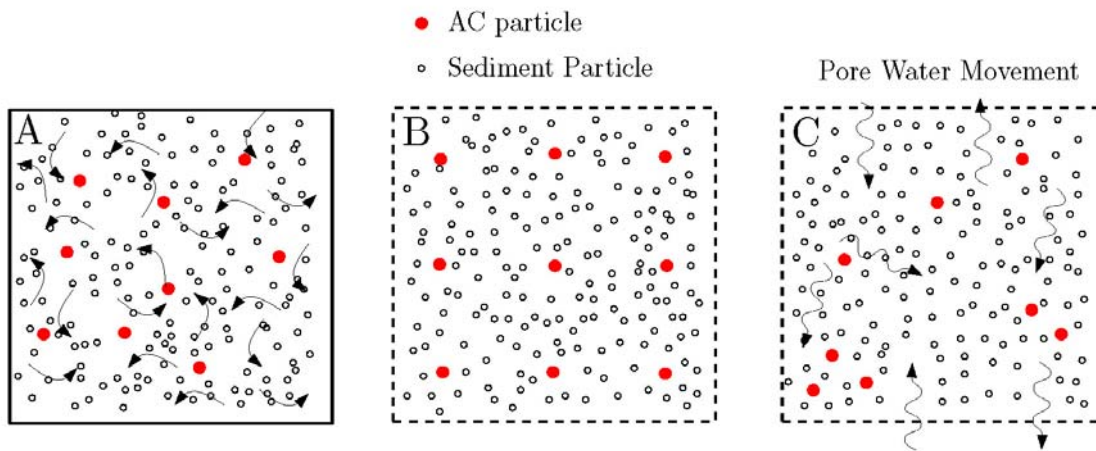 AC particle
Sediment Particle
Pore Water Movement
A
B
C